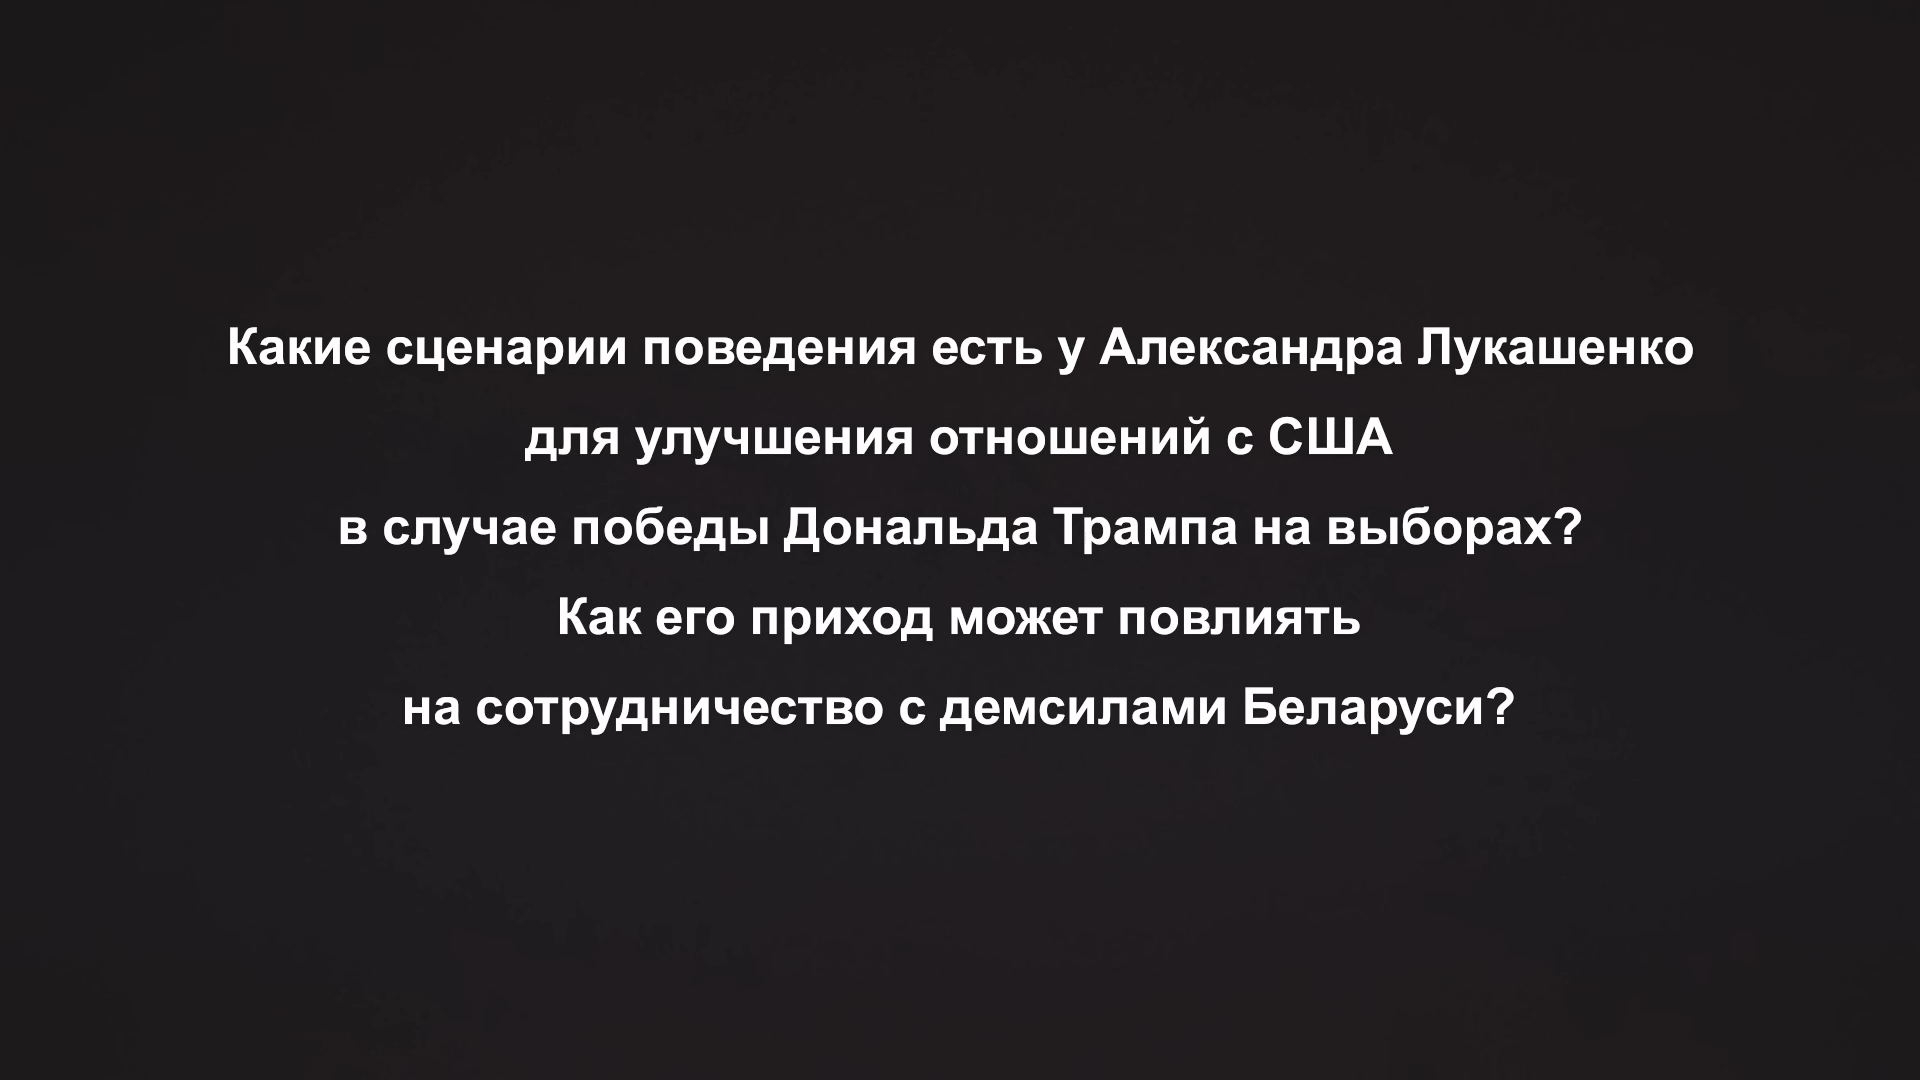 Какие сценарии поведения есть у Александра Лукашенко
для улучшения отношений с США
в случае победы Дональда Трампа на выборах?
Как его приход может повлиять
на сотрудничество с демсилами Беларуси?